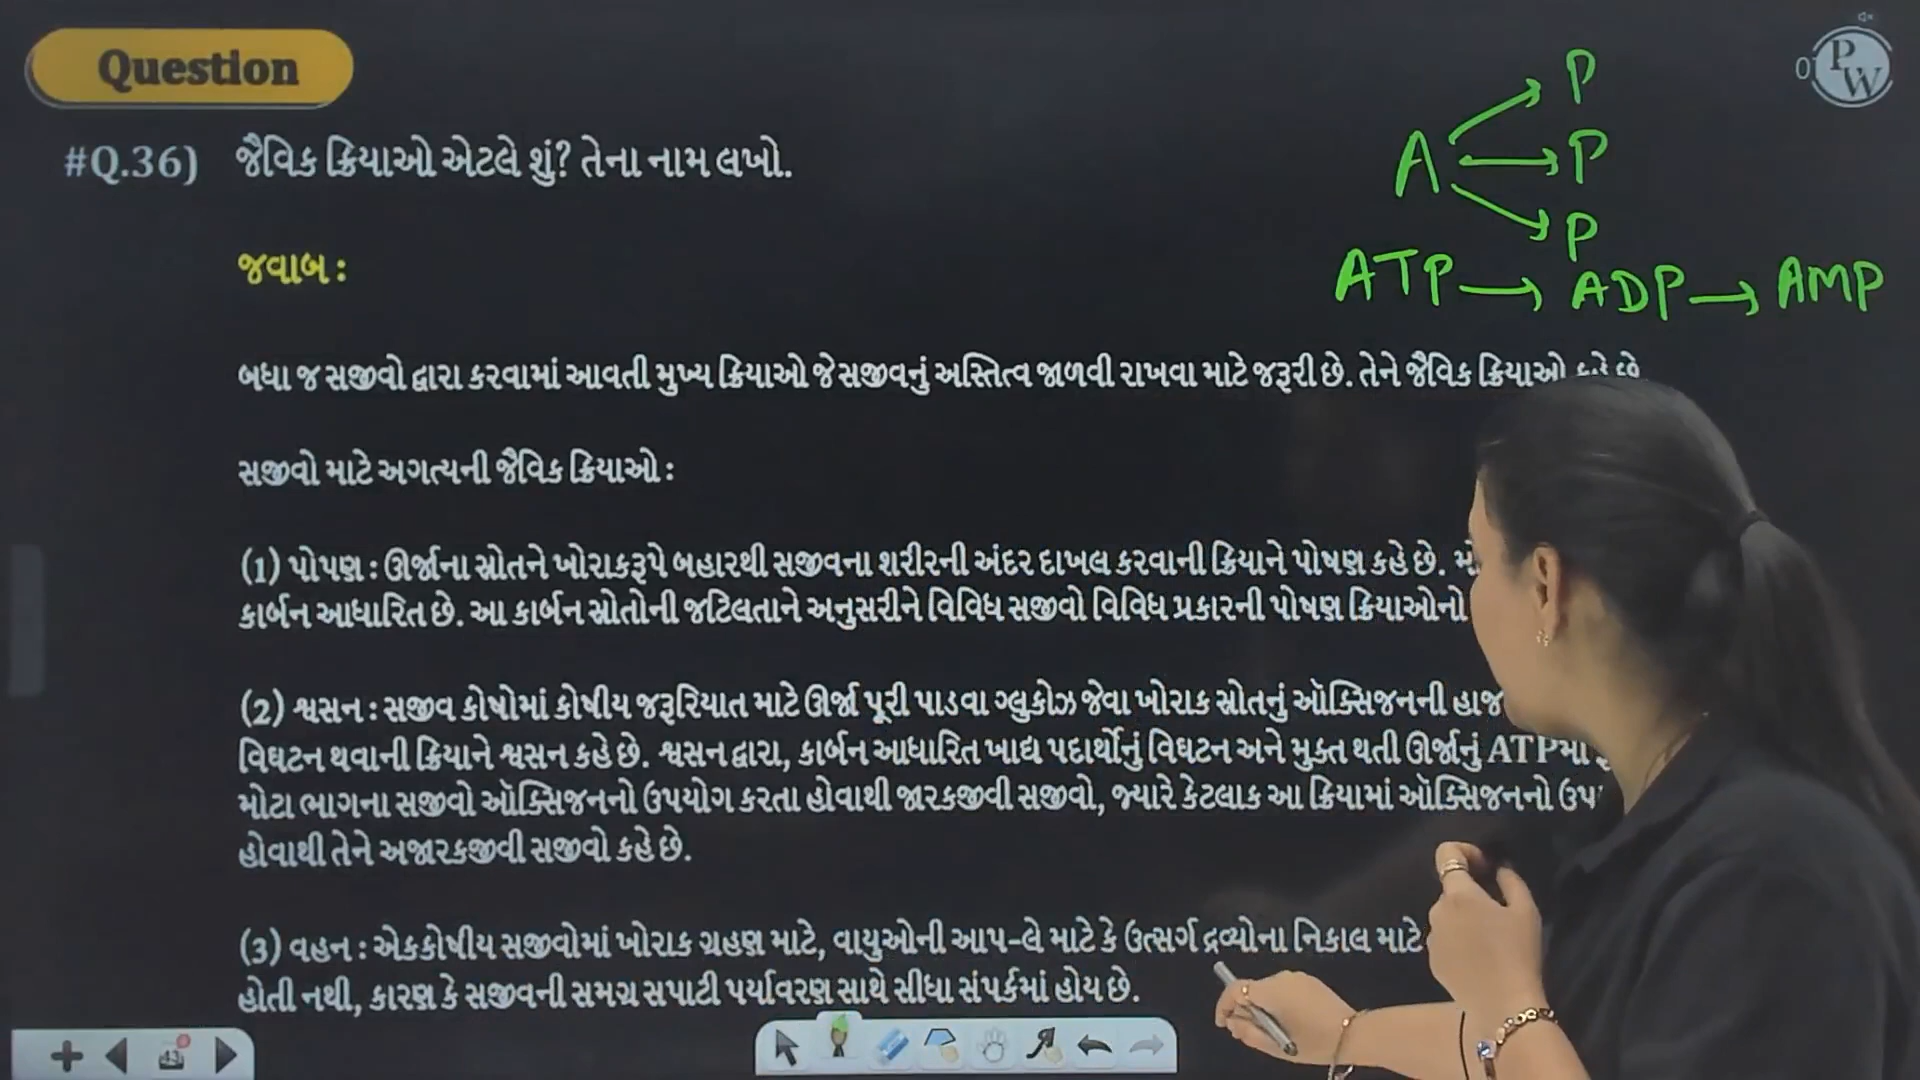 Question
#Q.36) જૈવિક ક્રિયાઓ એટલે શું? તેના નામ લખો.
જવાબ :
બધા જ સજીવો દ્વારા કરવામાં આવતી મુખ્ય ક્રિયાઓ જે સજીવનું અસ્તિત્વ જાળવી રાખવા માટે જરૂરી છે. તેને જૈવિક ક્રિયાઓ કહે છે.
સજીવો માટે અગત્યની જૈવિક ક્રિયાઓ :
(1) પોષણ : ઊર્જાના સ્રોતને ખોરાકરૂપે બહારથી સજીવના શરીરની અંદર દાખલ કરવાની ક્રિયાને પોષણ કહે છે.
કાર્બન આધારિત છે. આ કાર્બન સ્રોતોની જટિલતાને અનુસરીને વિવિધ સજીવો વિવિધ પ્રકારની પોષણ ક્રિયાઓનો
(2) શ્વસન : સજીવ કોષોમાં કોષીય જરૂરિયાત માટે ઊર્જા પૂરી પાડવા ગ્લુકોઝ જેવા ખોરાક સ્રોતનું ઑક્સિજનની
વિઘટન થવાની ક્રિયાને શ્વસન કહે છે. શ્વસન દ્વારા, કાર્બન આધારિત ખાદ્ય પદાર્થોનું વિઘટન અને મુક્ત થતી ઊર્જાનું ATPમાં
મોટા ભાગના સજીવો ઑક્સિજનનો ઉપયોગ કરતા હોવાથી જારકજીવી સજીવો, જ્યારે કેટલાક આ ક્રિયામાં ઑક્સિજનનો
હોવાથી તેને અજારકજીવી સજીવો કહે છે.
(3) વહન : એકકોષીય સજીવોમાં ખોરાક ગ્રહણ માટે, વાયુઓની આપ-લે માટે કે ઉત્સર્ગ દ્રવ્યોના નિકાલ માટે
હોતી નથી, કારણ કે સજીવની સમગ્ર સપાટી પર્યાવરણ સાથે સીધા સંપર્કમાં હોય છે.
P
A → P
P
ATP → ADP → AMP
PW
43